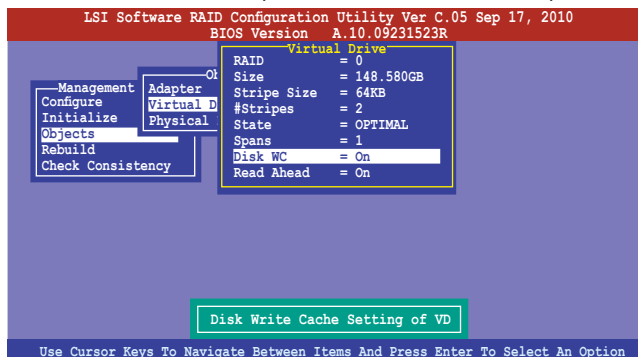 LSI Software RAID Configuration Utility Ver C.05 Sep 17, 2010
BIOS Version A.10.09231523R
Management
Configure
Initialize
Objects
Rebuild
Check Consistency
Ob
Adapter
Virtual D
Physical
Virtual Drive
RAID = 0
Size = 148.580GB
Stripe Size = 64KB
#Stripes = 2
State = OPTIMAL
Spans = 1
Disk WC = On
Read Ahead = On
Disk Write Cache Setting of VD
Use Cursor Keys To Navigate Between Items And Press Enter To Select An Option